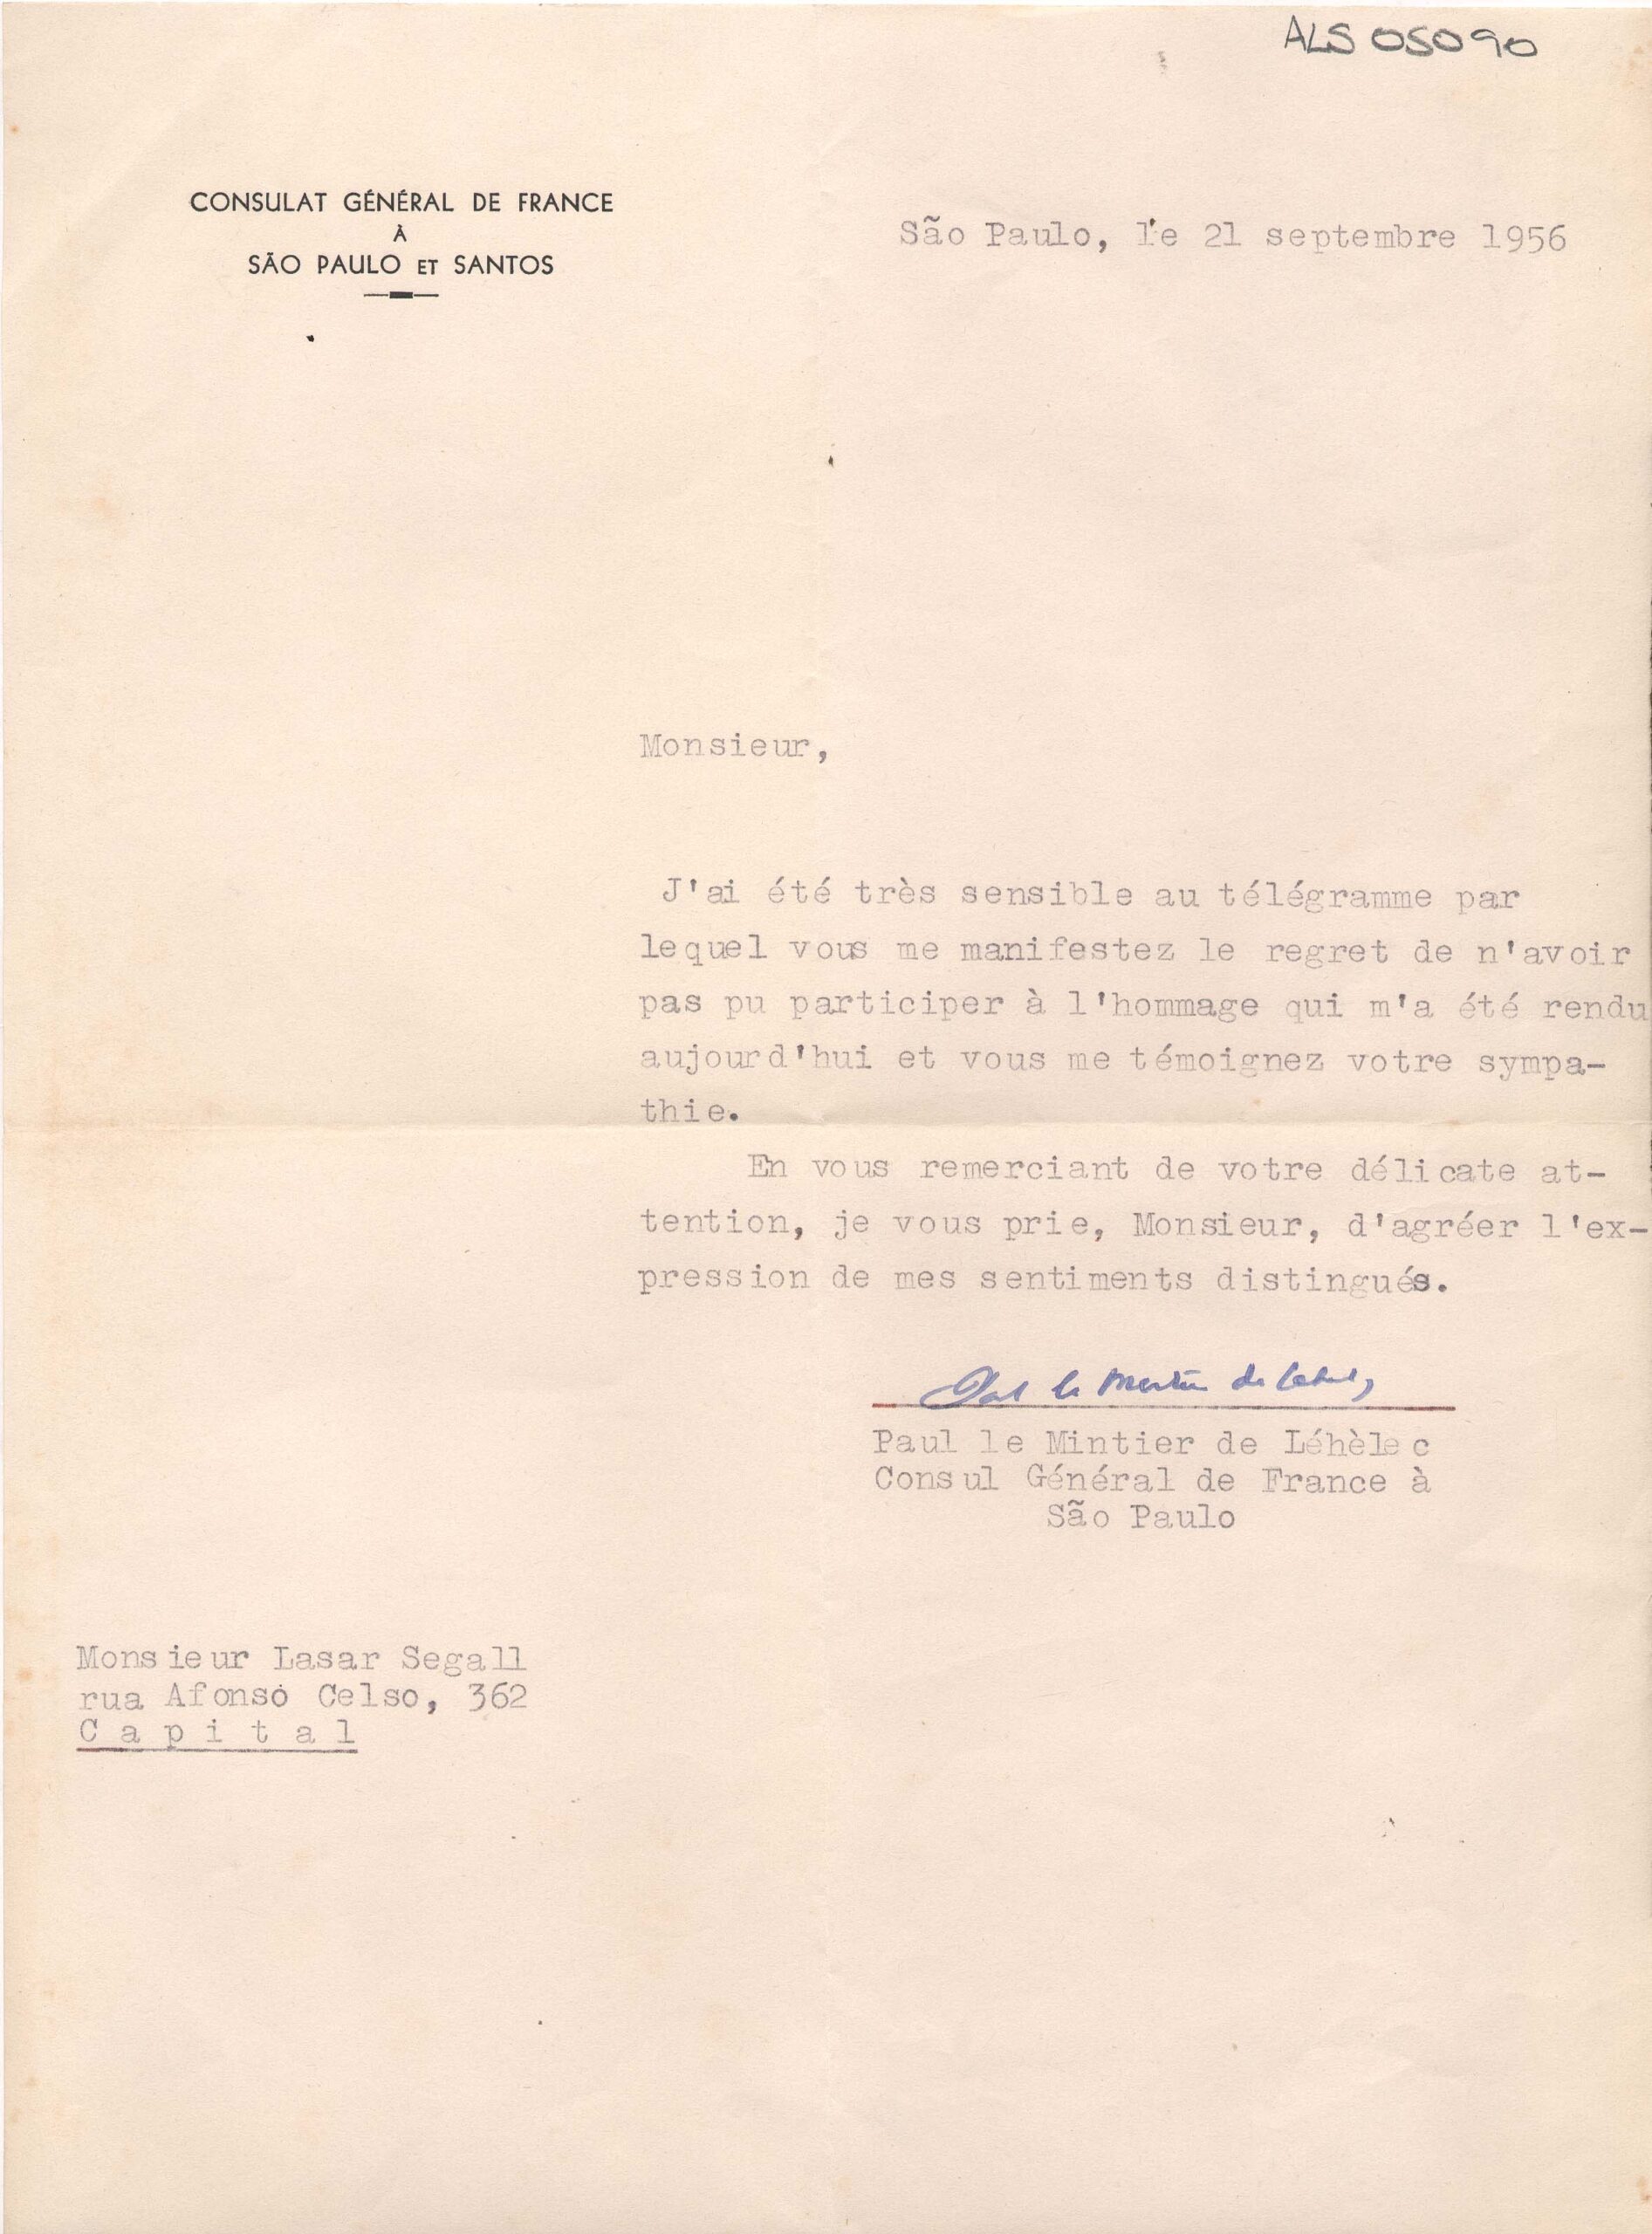 ALS 05090
CONSULAT GÉNÉRAL DE FRANCE
À
SÃO PAULO ET SANTOS
São Paulo, le 21 septembre 1956
Monsieur,
J'ai été très sensible au télégramme par
lequel vous me manifestez le regret de n'avoir
pas pu participer à l'hommage qui m'a été rendu
aujourd'hui et vous me témoignez votre sympa-
thie.
En vous remerciant de votre délicate at-
tention, je vous prie, Monsieur, d'agréer l'ex-
pression de mes sentiments distingués.
Paul le Mintier de Léhèlec
Consul Général de France à
São Paulo
Monsieur Lasar Segall
rua Afonso Celso, 362
Capital